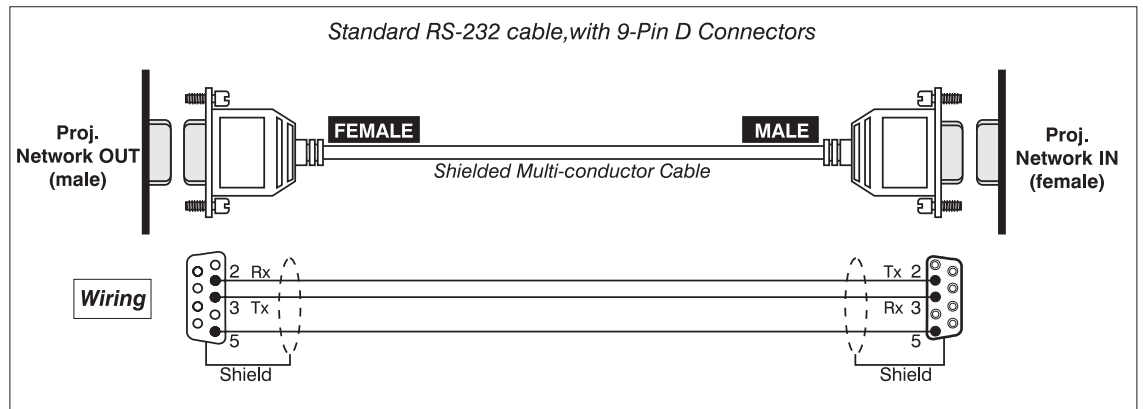 Standard RS-232 cable,with 9-Pin D Connectors
Proj.
Network OUT
(male)
FEMALE
MALE
Shielded Multi-conductor Cable
Proj.
Network IN
(female)
Wiring
2 Rx
3 Tx
5
Shield
Tx 2
Rx 3
5
Shield